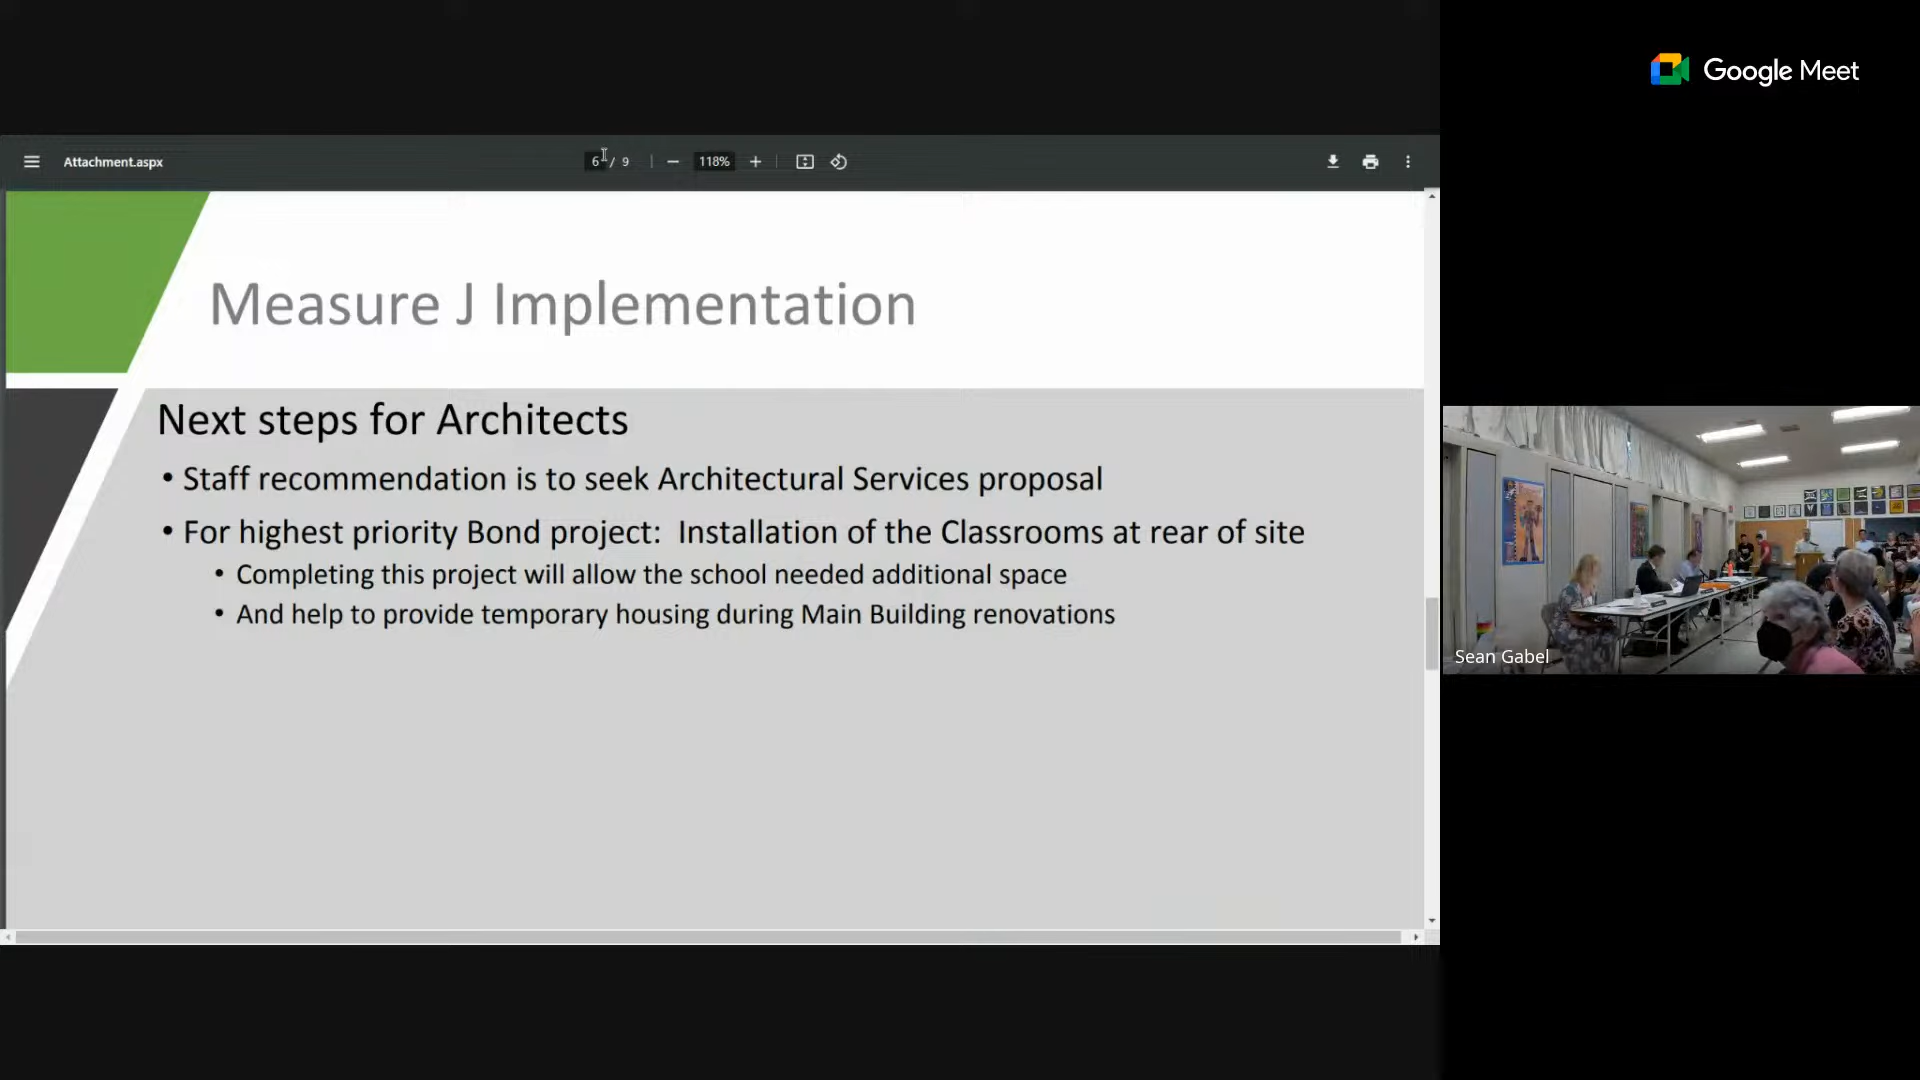 Google Meet
Attachment.aspx
6 / 9
118%
Measure J Implementation
Next steps for Architects
• Staff recommendation is to seek Architectural Services proposal
• For highest priority Bond project: Installation of the Classrooms at rear of site
• Completing this project will allow the school needed additional space
• And help to provide temporary housing during Main Building renovations
Sean Gabel